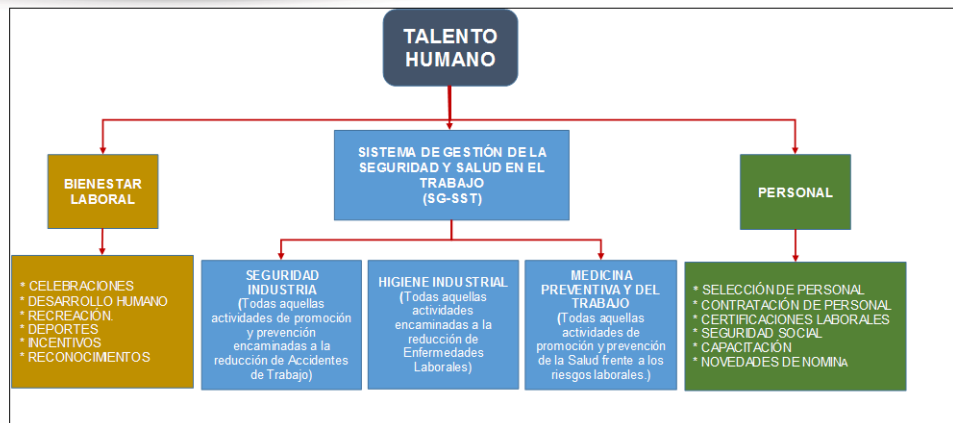 TALENTO
HUMANO
BIENESTAR
LABORAL
SISTEMA DE GESTIÓN DE LA
SEGURIDAD Y SALUD EN EL
TRABAJO
(SG-SST)
PERSONAL
* CELEBRACIONES
* DESARROLLO HUMANO
* RECREACIÓN.
* DEPORTES
* INCENTIVOS
* RECONOCIMIENTOS
SEGURIDAD
INDUSTRIA
(Todas aquellas
actividades de promoción
y prevención
encaminadas a la
reducción de Accidentes
de Trabajo)
HIGIENE INDUSTRIAL
(Todas aquellas
actividades
encaminadas a la
reducción de
Enfermedades
Laborales)
MEDICINA
PREVENTIVA Y DEL
TRABAJO
(Todas aquellas
actividades de
promoción y prevención
de la Salud frente a los
riesgos laborales.)
* SELECCIÓN DE PERSONAL
* CONTRATACIÓN DE PERSONAL
* CERTIFICACIONES LABORALES
* SEGURIDAD SOCIAL
* CAPACITACIÓN
* NOVEDADES DE NOMINA